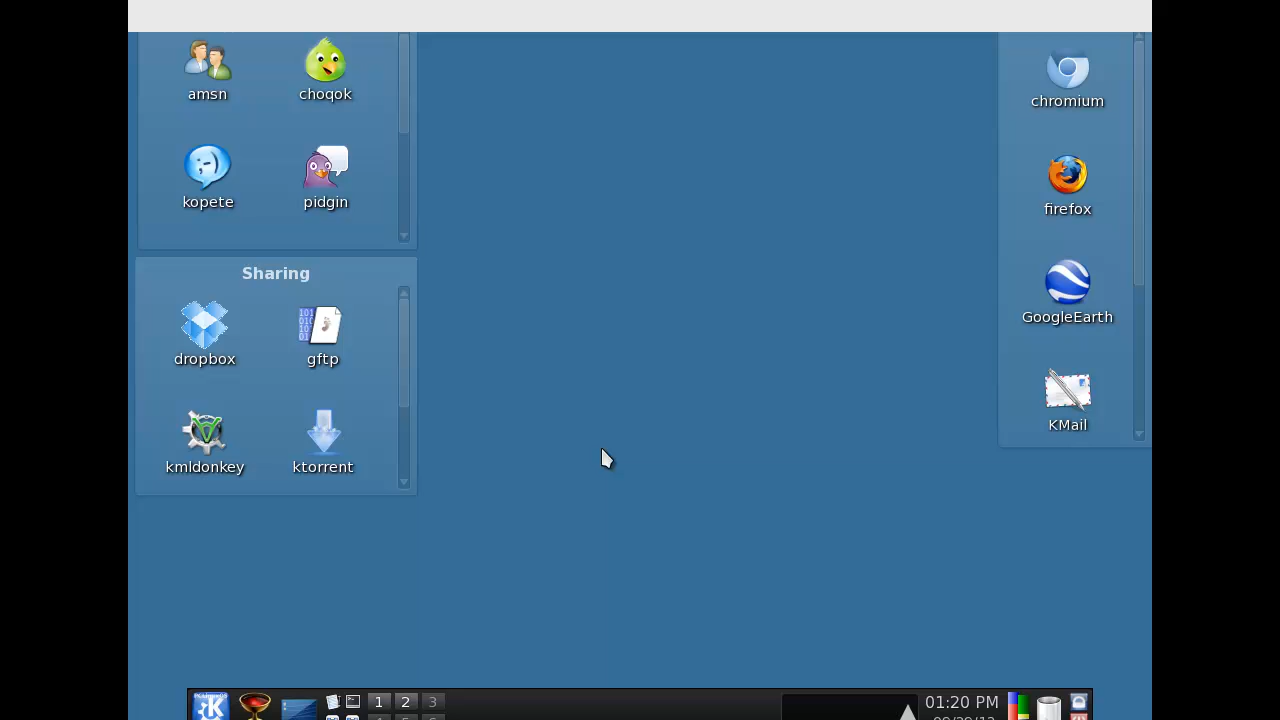 amsn choqok
kopete pidgin
Sharing
dropbox gftp
kmldonkey ktorrent
chromium
firefox
GoogleEarth
KMail
1 2 3
01:20 PM